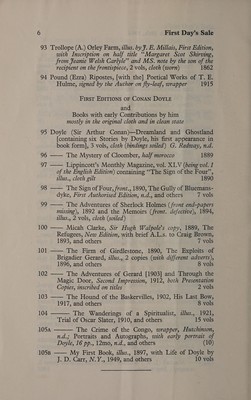 6 First Day's Sale
93 Trollope (A.) Orley Farm, illus. by J. E. Millais, First Edition,
with Inscription on half title "Margaret Scot Shirving,
from Jeanie Welsh Carlyle" and MS. note by the son of the
recipient on the frontispiece, 2 vols, cloth (worn) 1862
94 Pound (Ezra) Ripostes, [with the] Poetical Works of T. E.
Hulme, signed by the Author on fly-leaf, wrapper 1915
First Editions of Conan Doyle
and
Books with early Contributions by him
mostly in the original cloth and in clean state
95 Doyle (Sir Arthur Conan)—Dreamland and Ghostland
[containing six Stories by Doyle, his first appearance in
book form], 3 vols, cloth (bindings soiled) G. Redway, n.d.
96 —— The Mystery of Cloomber, half morocco 1889
97 —— Lippincott's Monthly Magazine, vol. XLV (being vol. I
of the English Edition) containing "The Sign of the Four",
illus., cloth gilt 1890
98 —— The Sign of Four, front., 1890, The Gully of Bluemans-
dyke, First Authorised Edition, n.d., and others 7 vols
99 —— The Adventures of Sherlock Holmes (front and-papers
missing), 1892 and the Memoirs (front. defective), 1894,
illus., 2 vols, cloth (soiled)
100 —— Micah Clarke, Sir Hugh Walpole's copy, 1889, The
Refugees, New Edition, with brief A.L.s. to Craig Brown,
1893, and others 7 vols
101 —— The Firm of Girdlestone, 1890, The Exploits of
Brigadier Gerard, illus., 2 copies (with different adverts),
1896, and others 8 vols
102 —— The Adventures of Gerard [1903] and Through the
Magic Door, Second Impression, 1912, both Presentation
Copies, inscribed on titles 2 vols
103 —— The Hound of the Baskervilles, 1902, His Last Bow,
1917, and others 8 vols
104 —— The Wanderings of a Spiritualist, illus., 1921,
Trial of Oscar Slater, 1910, and others 15 vols
105A —— The Crime of the Congo, wrapper, Hutchinson,
n.d.; Portraits and Autographs, with early portrait of
Doyle, 16 pp., 12mo, n.d., and others (10)
105B —— My First Book, illus., 1897, with Life of Doyle by
J. D. Carr, N.Y., 1949, and others 10 vols